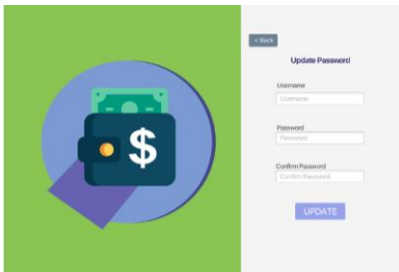 $
< Back
Update Password
Username
Username
Password
Password
Confirm Password
Confirm Password
UPDATE